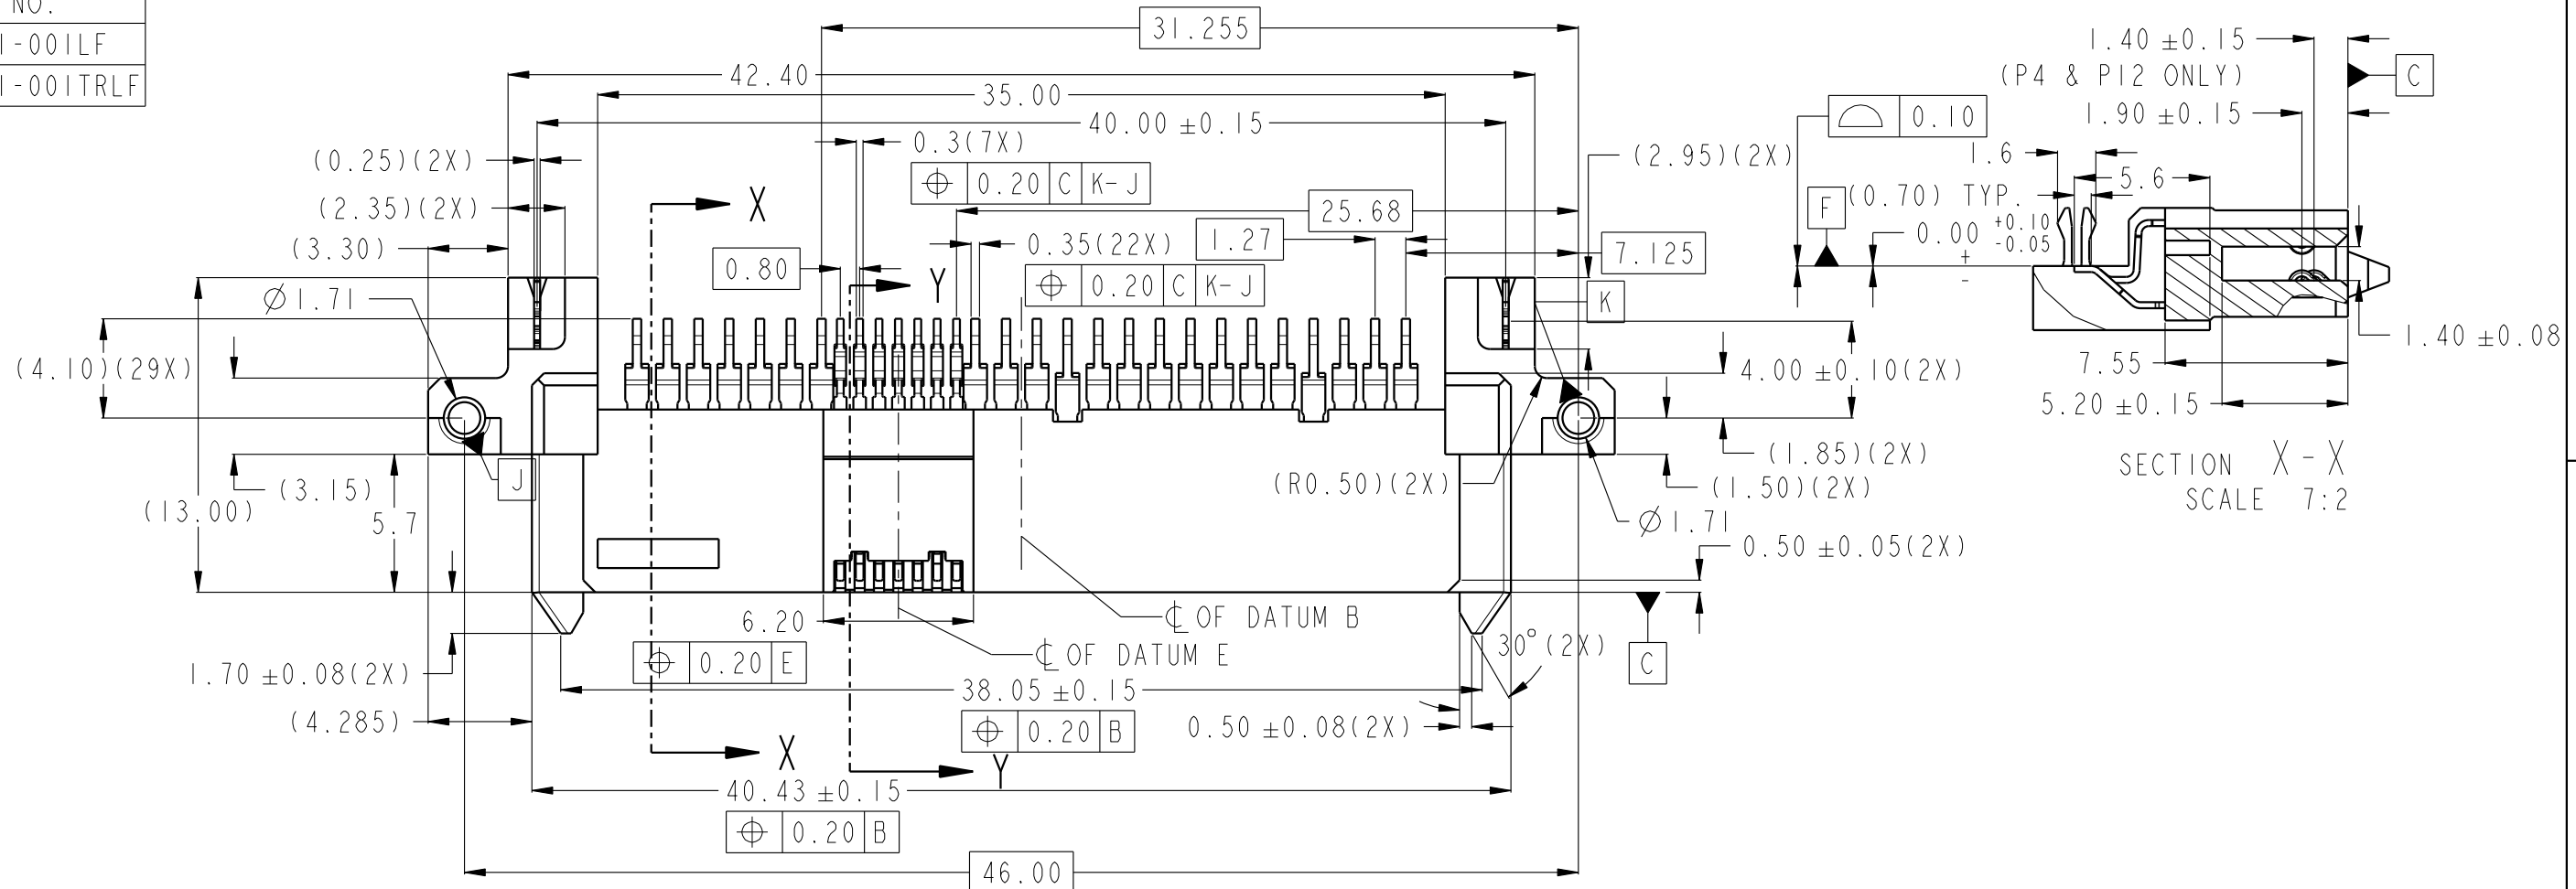 NO.
1-001LF
1-001TRLF
31.255
42.40
35.00
40.00 ±0.15
0.3(7X)
0.20 C K-J
(0.25)(2X)
(2.35)(2X)
(3.30)
Ø1.71
X
0.80
Y
25.68
0.35(22X)
1.27
0.20 C K-J
7.125
(2.95)(2X)
K
(4.10)(29X)
4.00 ±0.10(2X)
J
(3.15)
(13.00)
5.7
(R0.50)(2X)
(1.85)(2X)
(1.50)(2X)
Ø1.71
0.50 ±0.05(2X)
6.20
℄ OF DATUM B
0.20 E
℄ OF DATUM E
30°(2X)
C
1.70 ±0.08(2X)
38.05 ±0.15
(4.285)
0.20 B
0.50 ±0.08(2X)
X
Y
40.43 ±0.15
0.20 B
46.00
1.40 ±0.15
(P4 & P12 ONLY)
C
0.10
1.90 ±0.15
1.6
5.6
F
(0.70) TYP.
0.00 +0.10 -0.05
+
-
1.40 ±0.08
7.55
5.20 ±0.15
SECTION X-X
SCALE 7:2